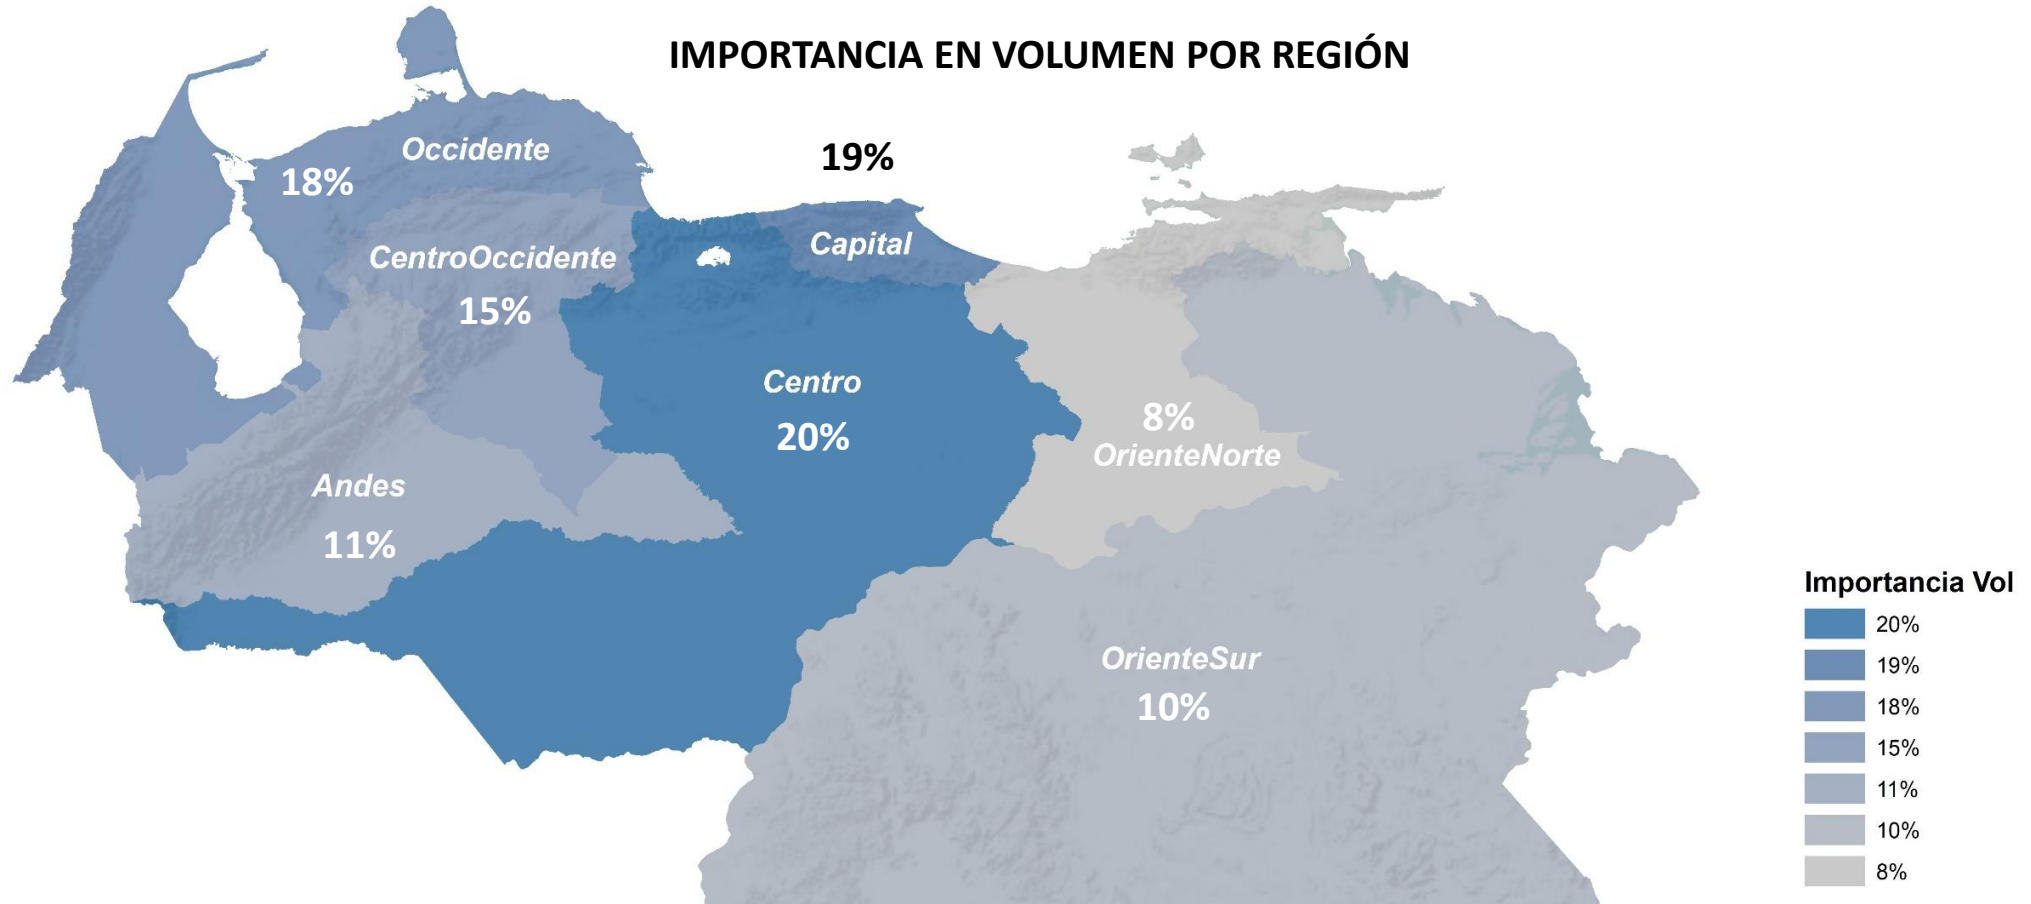 IMPORTANCIA EN VOLUMEN POR REGIÓN
Occidente
18%
19%
CentroOccidente
15%
Capital
Centro
20%
8%
OrienteNorte
Andes
11%
OrienteSur
10%
Importancia Vol
20%
19%
18%
15%
11%
10%
8%